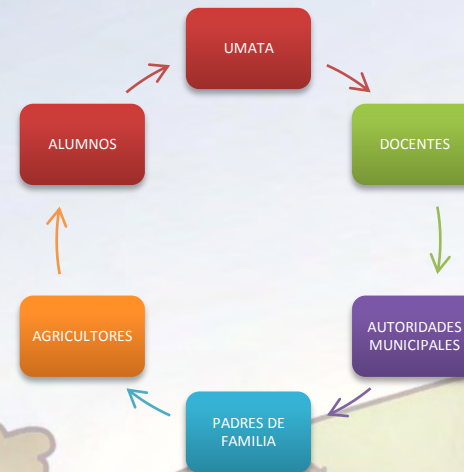 UMATA
DOCENTES
AUTORIDADES
MUNICIPALES
PADRES DE
FAMILIA
AGRICULTORES
ALUMNOS